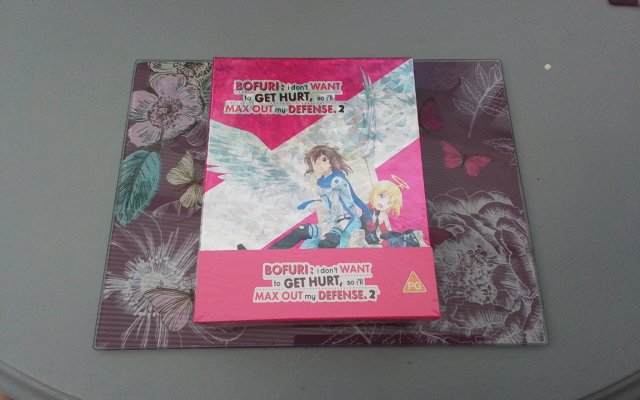 BOFURI: i don't WANT
to GET HURT, so i'll
MAX OUT my DEFENSE. 2
BOFURI: i don't WANT
to GET HURT, so i'll
MAX OUT my DEFENSE. 2
PG